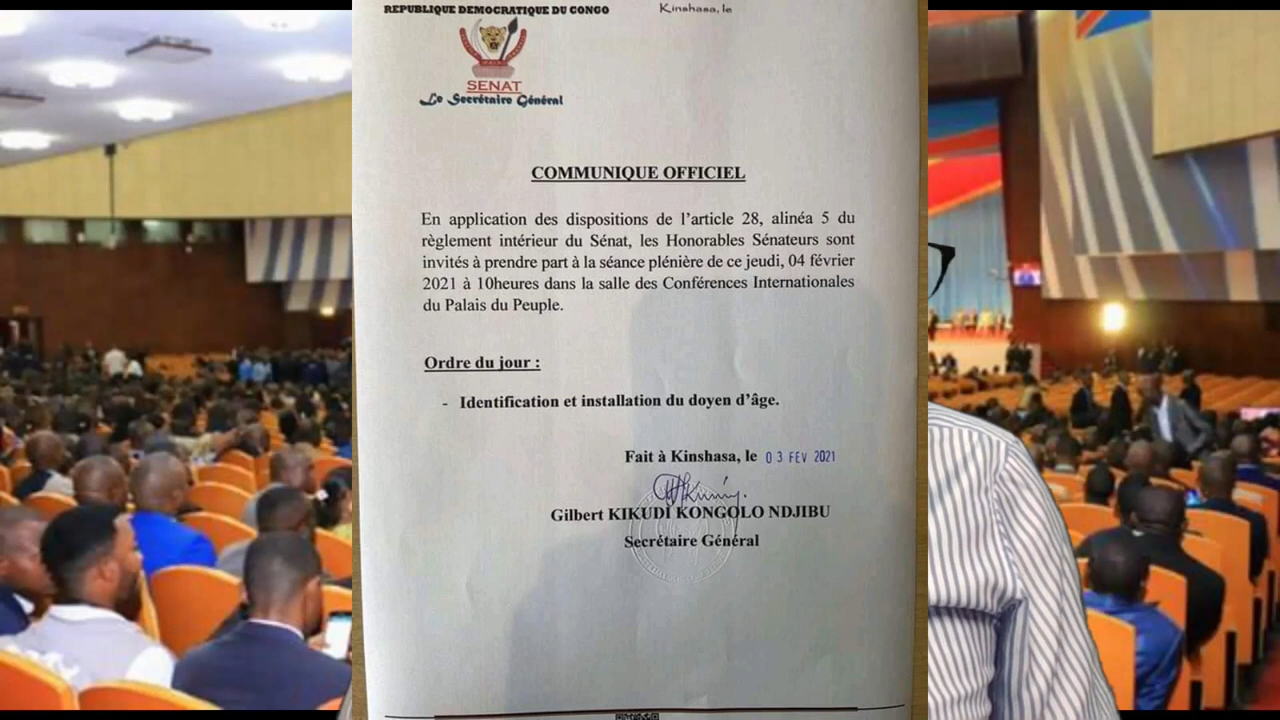 REPUBLIQUE DEMOCRATIQUE DU CONGO
Kinshasa, le
SENAT
Le Secrétaire Général
COMMUNIQUE OFFICIEL
En application des dispositions de l'article 28, alinéa 5 du
règlement intérieur du Sénat, les Honorables Sénateurs sont
invités à prendre part à la séance plénière de ce jeudi, 04 février
2021 à 10heures dans la salle des Conférences Internationales
du Palais du Peuple.
Ordre du jour :
- Identification et installation du doyen d'âge.
Fait à Kinshasa, le 03 FEV 2021
Gilbert KIKUDI KONGOLO NDJIBU
Secrétaire Général